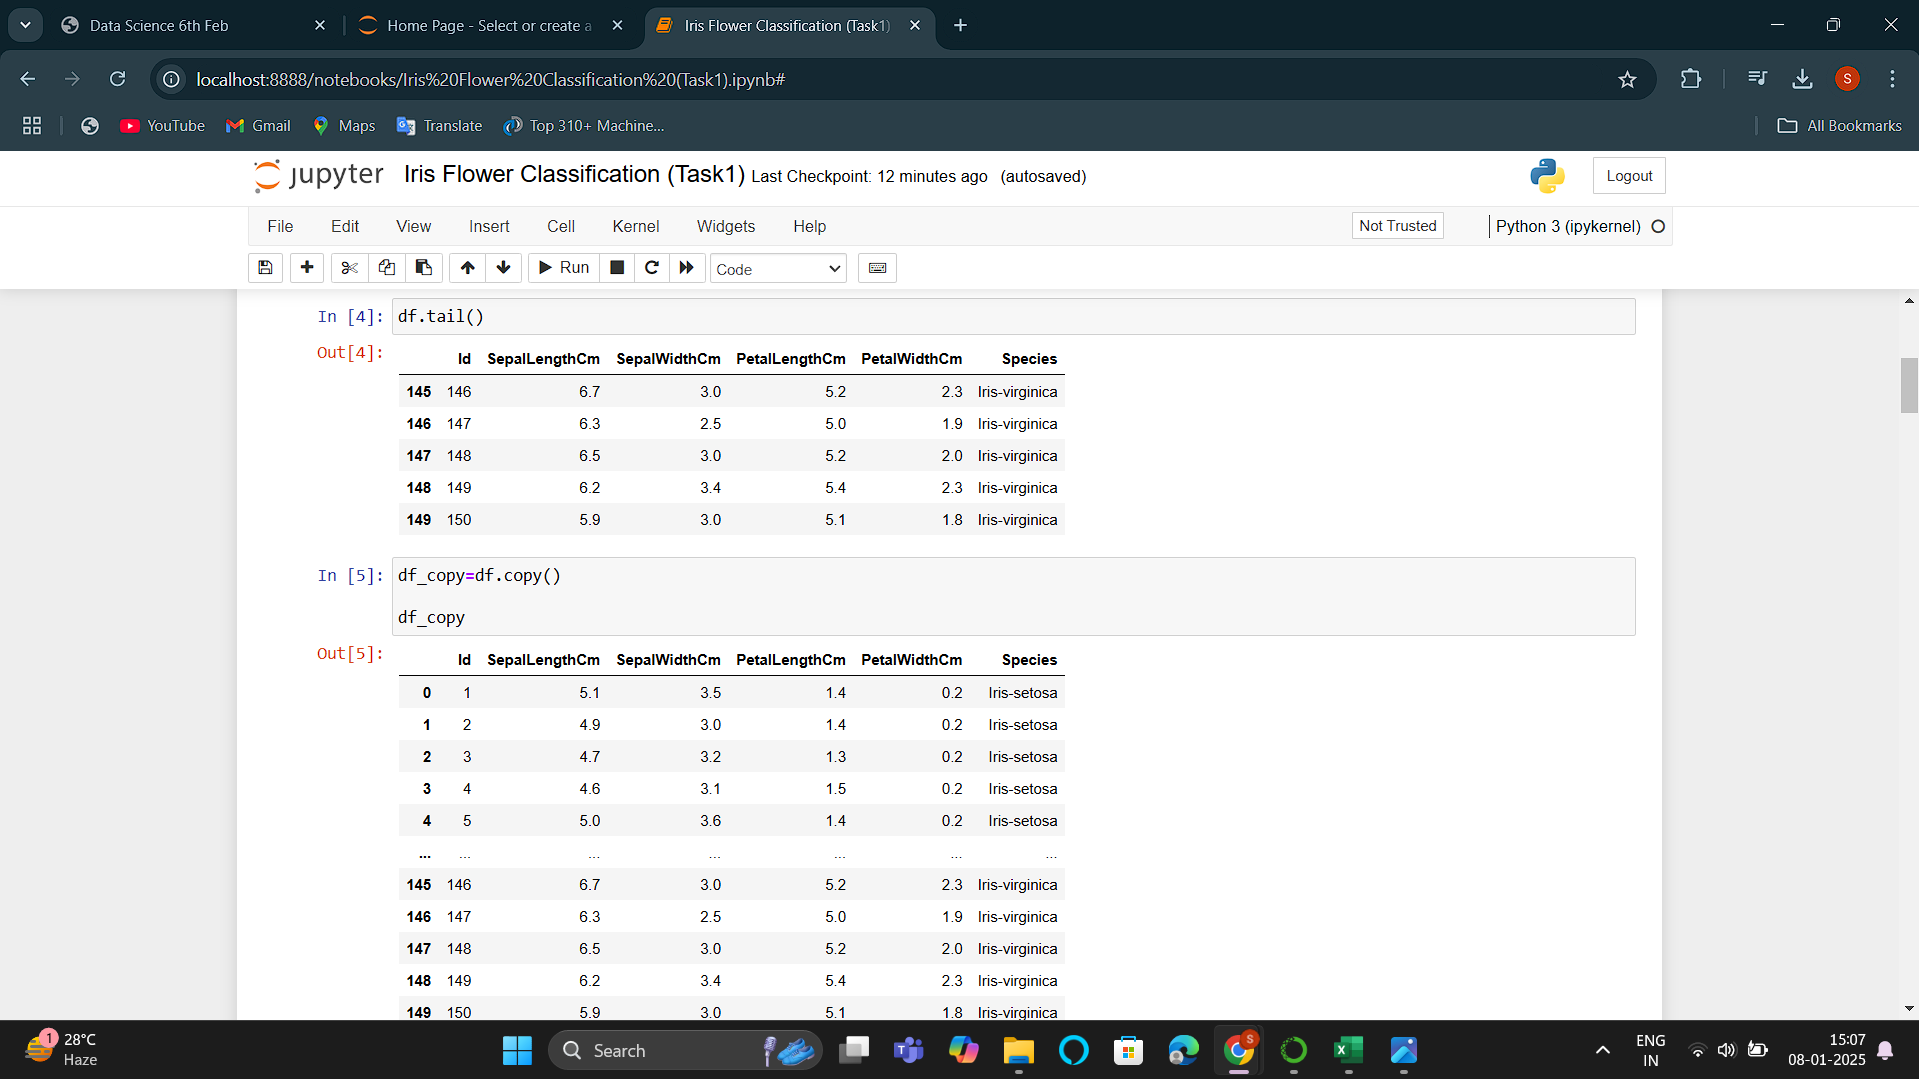 Data Science 6th Feb
Home Page - Select or create a
Iris Flower Classification (Task1)
localhost:8888/notebooks/Iris%20Flower%20Classification%20(Task1).ipynb#
S
YouTube Gmail Maps Translate Top 310+ Machine... All Bookmarks
jupyter Iris Flower Classification (Task1) Last Checkpoint: 12 minutes ago (autosaved) Logout
File Edit View Insert Cell Kernel Widgets Help Not Trusted Python 3 (ipykernel)
Run Code
In [4]: df.tail()
Out[4]:
Id SepalLengthCm SepalWidthCm PetalLengthCm PetalWidthCm Species
145 146 6.7 3.0 5.2 2.3 Iris-virginica
146 147 6.3 2.5 5.0 1.9 Iris-virginica
147 148 6.5 3.0 5.2 2.0 Iris-virginica
148 149 6.2 3.4 5.4 2.3 Iris-virginica
149 150 5.9 3.0 5.1 1.8 Iris-virginica
In [5]: df_copy=df.copy()
df_copy
Out[5]:
Id SepalLengthCm SepalWidthCm PetalLengthCm PetalWidthCm Species
0 1 5.1 3.5 1.4 0.2 Iris-setosa
1 2 4.9 3.0 1.4 0.2 Iris-setosa
2 3 4.7 3.2 1.3 0.2 Iris-setosa
3 4 4.6 3.1 1.5 0.2 Iris-setosa
4 5 5.0 3.6 1.4 0.2 Iris-setosa
... ... ... ... ... ... ...
145 146 6.7 3.0 5.2 2.3 Iris-virginica
146 147 6.3 2.5 5.0 1.9 Iris-virginica
147 148 6.5 3.0 5.2 2.0 Iris-virginica
148 149 6.2 3.4 5.4 2.3 Iris-virginica
149 150 5.9 3.0 5.1 1.8 Iris-virginica
1
28°C
Haze
Search
S
ENG
IN
15:07
08-01-2025